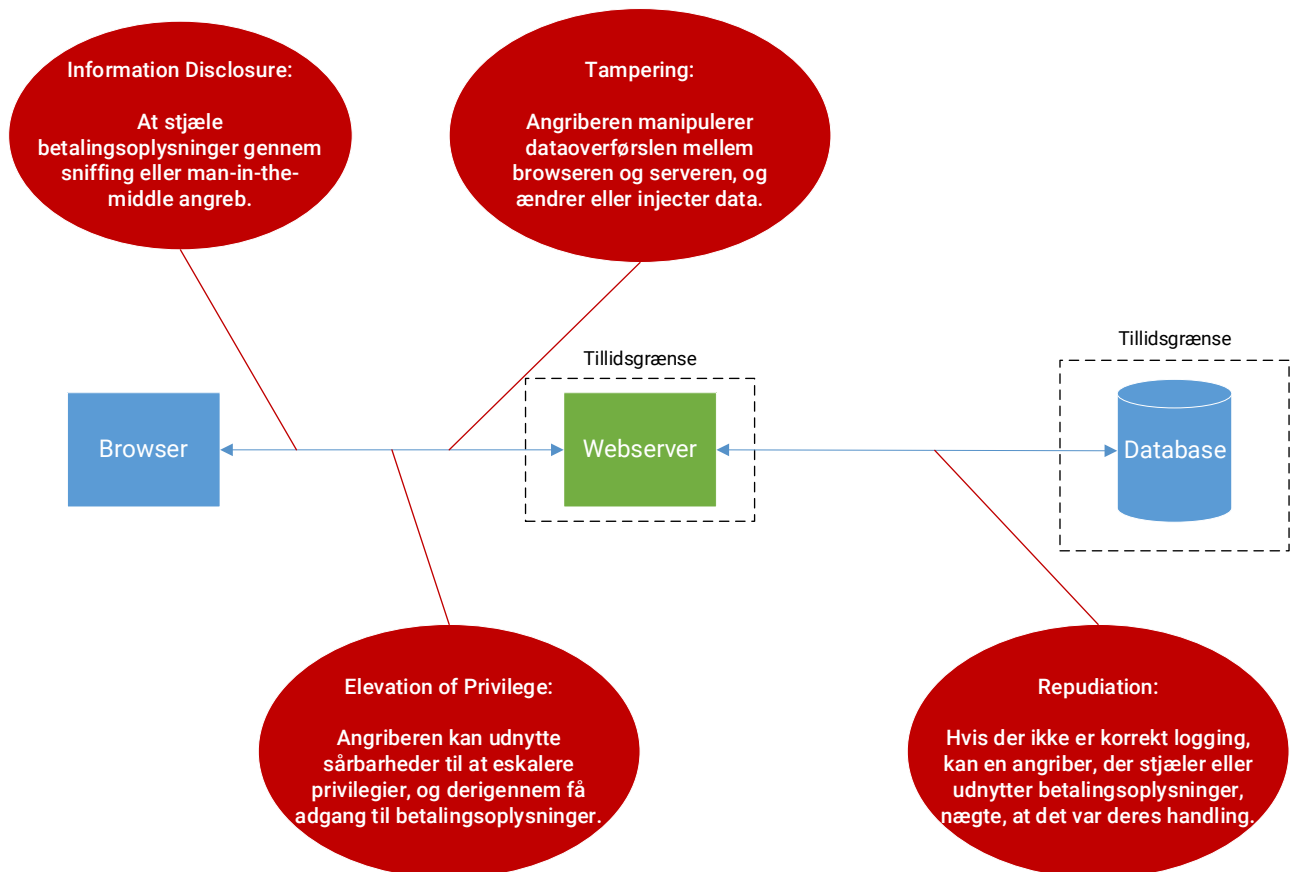 Information Disclosure:
At stjæle
betalingsoplysninger gennem
sniffing eller man-in-the-
middle angreb.
Tampering:
Angriberen manipulerer
dataoverførslen mellem
browseren og serveren, og
ændrer eller injecter data.
Tillidsgrænse
Tillidsgrænse
Browser
Webserver
Database
Elevation of Privilege:
Angriberen kan udnytte
sårbarheder til at eskalere
privilegier, og derigennem få
adgang til betalingsoplysninger.
Repudiation:
Hvis der ikke er korrekt logging,
kan en angriber, der stjæler eller
udnytter betalingsoplysninger,
nægte, at det var deres handling.